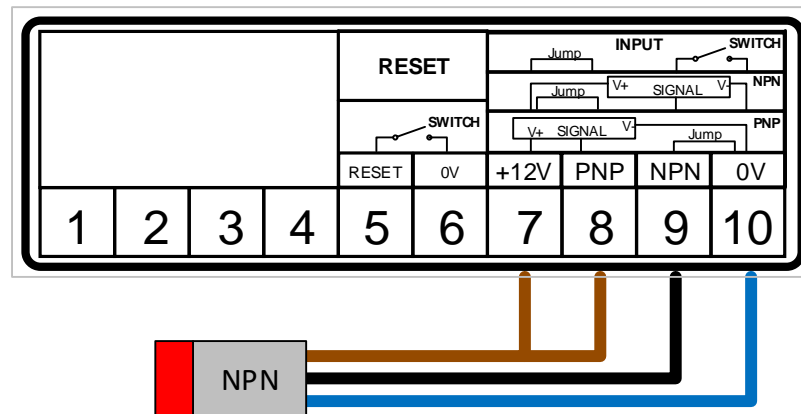 RESET
Jump
INPUT
SWITCH
Jump
V+
SIGNAL
V-
NPN
SWITCH
V+
SIGNAL
V-
Jump
PNP
RESET
0V
+12V
PNP
NPN
0V
1
2
3
4
5
6
7
8
9
10
NPN